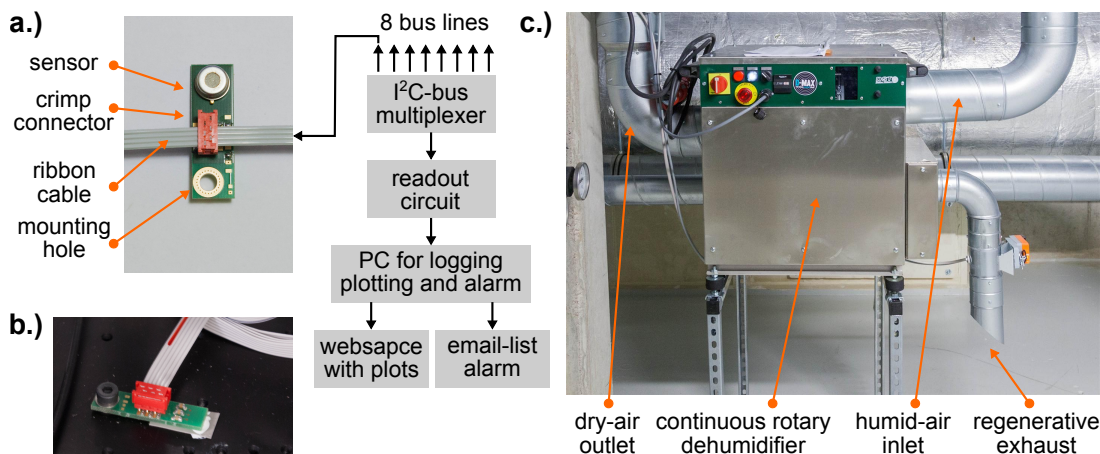 a.)
sensor
crimp
connector
ribbon
cable
mounting
hole
8 bus lines
I²C-bus
multiplexer
readout
circuit
PC for logging
plotting and alarm
websapce
with plots
email-list
alarm
b.)
c.)
D-MAX
dry-air
outlet
continuous rotary
dehumidifier
humid-air
inlet
regenerative
exhaust